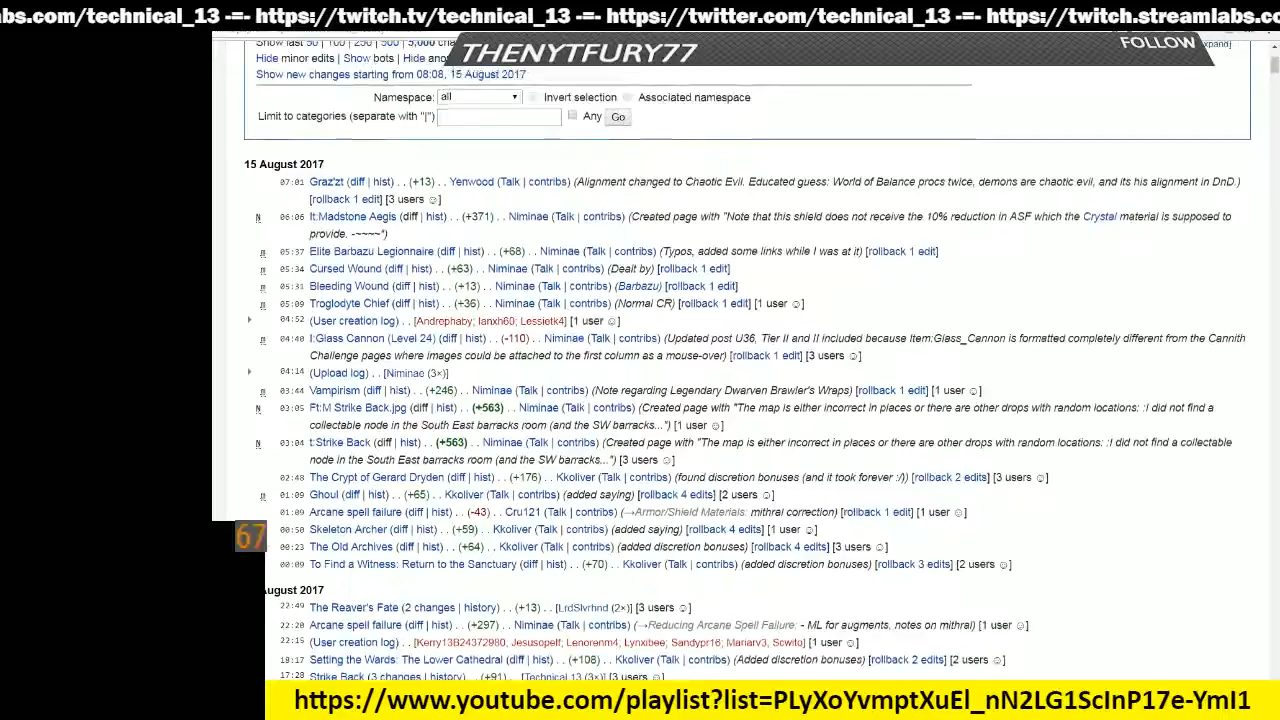 abs.com/technical_13 -=- https://twitch.tv/technical_13 -=- https://twitter.com/technical_13 -=- https://twitch.streamlabs.co
Show last 50 | 100 | 250 | 500 | 5,000
THENYTFURY77
FOLLOW
expand]
Hide minor edits | Show bots | Hide
Show new changes starting from 08:08, 15 August 2017
Namespace: all Invert selection Associated namespace
Limit to categories (separate with "|") Any Go
15 August 2017
07:01 Graz'zt (diff | hist) . . (+13) . . Yenwood (Talk | contribs) (Alignment changed to Chaotic Evil. Educated guess: World of Balance procs twice, demons are chaotic evil, and its his alignment in DnD.)
[rollback 1 edit] [3 users ☺]
N 06:06 It:Madstone Aegis (diff | hist) . . (+371) . . Niminae (Talk | contribs) (Created page with "Note that this shield does not receive the 10% reduction in ASF which the Crystal material is supposed to
provide. -~~~~")
m 05:37 Elite Barbazu Legionnaire (diff | hist) . . (+68) . . Niminae (Talk | contribs) (Typos, added some links while I was at it) [rollback 1 edit]
m 05:34 Cursed Wound (diff | hist) . . (+63) . . Niminae (Talk | contribs) (Dealt by) [rollback 1 edit]
m 05:31 Bleeding Wound (diff | hist) . . (+13) . . Niminae (Talk | contribs) (Barbazu) [rollback 1 edit]
m 05:09 Troglodyte Chief (diff | hist) . . (+36) . . Niminae (Talk | contribs) (Normal CR) [rollback 1 edit] [1 user ☺]
04:52 (User creation log) . . [Andrephaby; Ianxh60; Lessietk4] [1 user ☺]
m 04:40 I:Glass Cannon (Level 24) (diff | hist) . . (-110) . . Niminae (Talk | contribs) (Updated post U36, Tier II and II included because Item:Glass_Cannon is formatted completely different from the Cannith
Challenge pages where images could be attached to the first column as a mouse-over) [rollback 1 edit] [3 users ☺]
04:14 (Upload log) . . [Niminae (3×)]
m 03:44 Vampirism (diff | hist) . . (+246) . . Niminae (Talk | contribs) (Note regarding Legendary Dwarven Brawler's Wraps) [rollback 1 edit] [1 user ☺]
N 03:05 Ft:M Strike Back.jpg (diff | hist) . . (+563) . . Niminae (Talk | contribs) (Created page with "The map is either incorrect in places or there are other drops with random locations: :I did not find a
collectable node in the South East barracks room (and the SW barracks...") [1 user ☺]
N 03:04 t:Strike Back (diff | hist) . . (+563) . . Niminae (Talk | contribs) (Created page with "The map is either incorrect in places or there are other drops with random locations: :I did not find a collectable
node in the South East barracks room (and the SW barracks...") [3 users ☺]
02:48 The Crypt of Gerard Dryden (diff | hist) . . (+176) . . Kkoliver (Talk | contribs) (found discretion bonuses (and it took forever :/)) [rollback 2 edits] [3 users ☺]
m 01:09 Ghoul (diff | hist) . . (+65) . . Kkoliver (Talk | contribs) (added saying) [rollback 4 edits] [2 users ☺]
01:09 Arcane spell failure (diff | hist) . . (-43) . . Cru121 (Talk | contribs) (→Armor/Shield Materials: mithral correction) [rollback 1 edit] [1 user ☺]
00:50 Skeleton Archer (diff | hist) . . (+59) . . Kkoliver (Talk | contribs) (added saying) [rollback 4 edits] [1 user ☺]
67
00:23 The Old Archives (diff | hist) . . (+64) . . Kkoliver (Talk | contribs) (added discretion bonuses) [rollback 4 edits] [3 users ☺]
00:09 To Find a Witness: Return to the Sanctuary (diff | hist) . . (+70) . . Kkoliver (Talk | contribs) (added discretion bonuses) [rollback 3 edits] [2 users ☺]
ugust 2017
22:49 The Reaver's Fate (2 changes | history) . . (+13) . . [LrdSlvrhnd (2×)] [3 users ☺]
22:20 Arcane spell failure (diff | hist) . . (+297) . . Niminae (Talk | contribs) (→Reducing Arcane Spell Failure: - ML for augments, notes on mithral) [1 user ☺]
22:15 (User creation log) . . [Kerry13B24372980, Jesusopelf; Lenorenm4; Lynxibee; Sandypr16; Mariarv3, Scwito] [1 user ☺]
18:17 Setting the Wards: The Lower Cathedral (diff | hist) . . (+108) . . Kkoliver (Talk | contribs) (Added discretion bonuses) [rollback 2 edits] [2 users ☺]
17:28 Strike Back (3 changes | history) . . (+91) . . [Technical 13 (3×)] [3 users ☺]
https://www.youtube.com/playlist?list=PLyXoYvmptXuEl_nN2LG1ScInP17e-YmI1